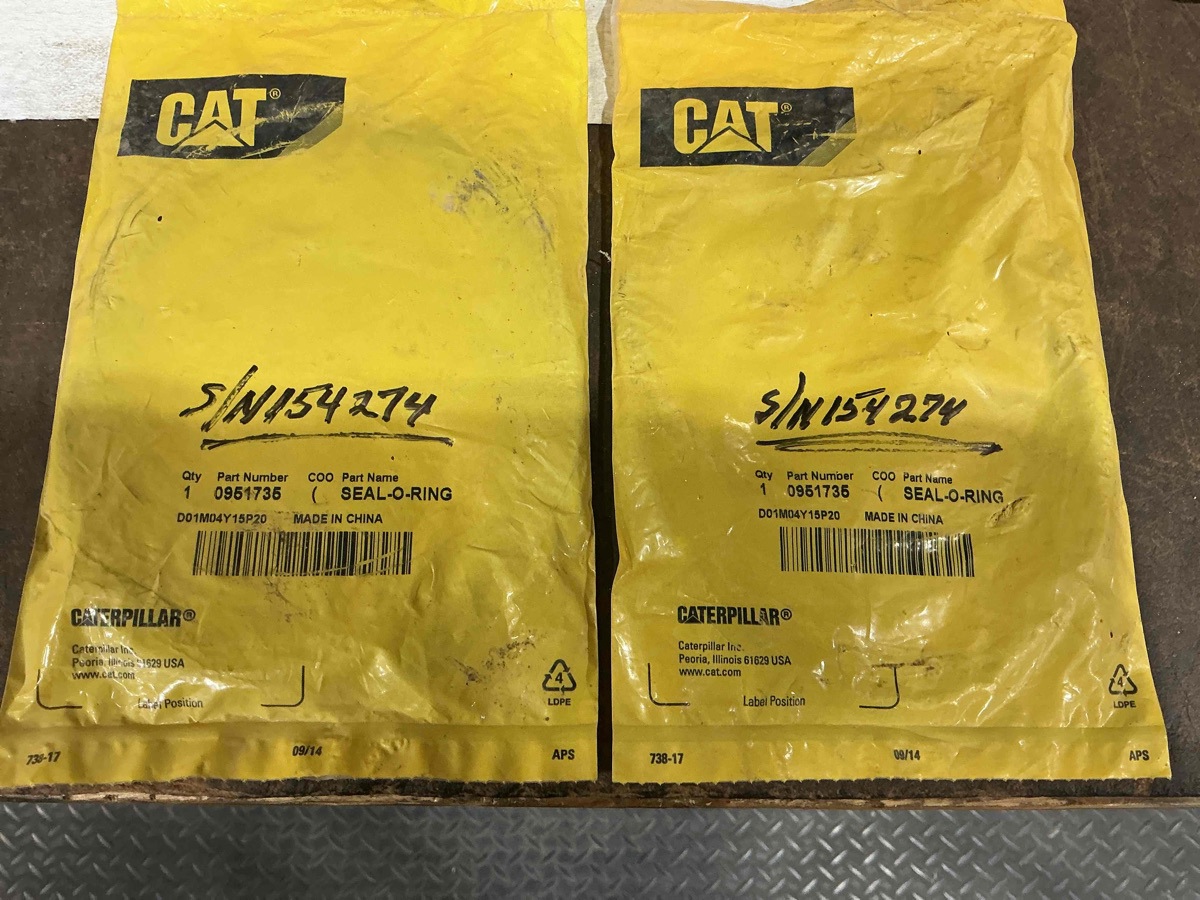 CAT®
S/N154274
Qty Part Number COO Part Name
1 0951735 ( SEAL-O-RING
D01M04Y15P20 MADE IN CHINA
CATERPILLAR®
Caterpillar Inc.
Peoria, Illinois 61629 USA
www.cat.com
Label Position
4
LDPE
738-17 09/14 APS
CAT®
S/N154274
Qty Part Number COO Part Name
1 0951735 ( SEAL-O-RING
D01M04Y15P20 MADE IN CHINA
CATERPILLAR®
Caterpillar Inc.
Peoria, Illinois 61629 USA
www.cat.com
Label Position
4
LDPE
738-17 09/14 APS